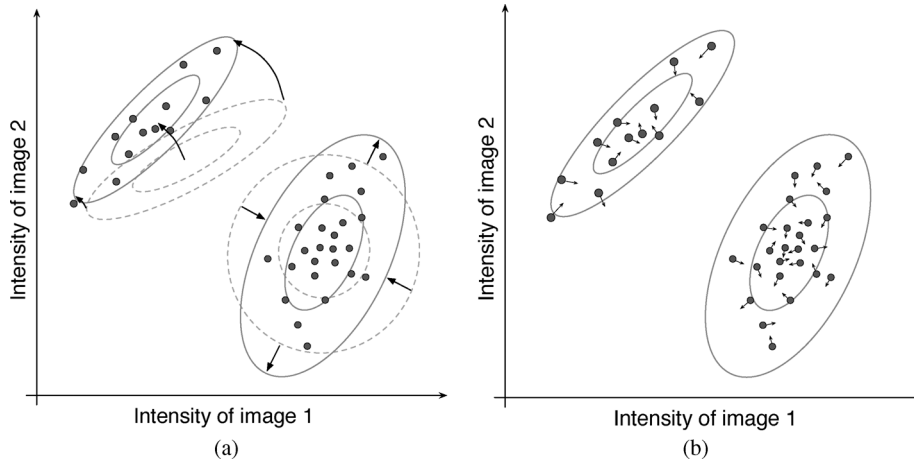 Intensity of image 2
Intensity of image 1
(a)
Intensity of image 2
Intensity of image 1
(b)